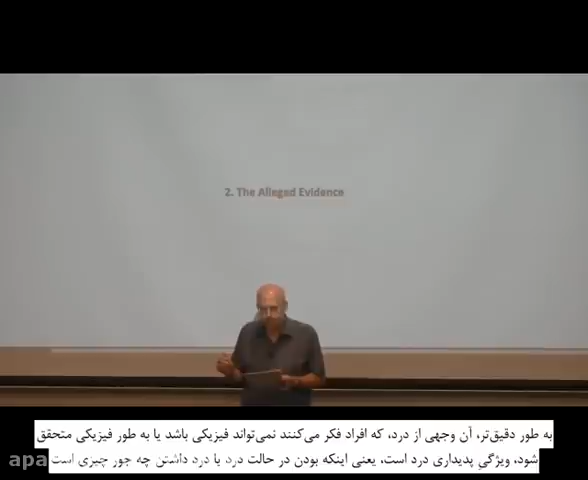 2. The Alleged Evidence
به طور دقیق‌تر، آن وجهی از درد، که افراد فکر می‌کنند نمی‌تواند فیزیکی باشد یا به طور فیزیکی متحقق
شود، ویژگیِ پدیداری درد است، یعنی اینکه بودن در حالت درد یا درد داشتن چه جور چیزی است
apa